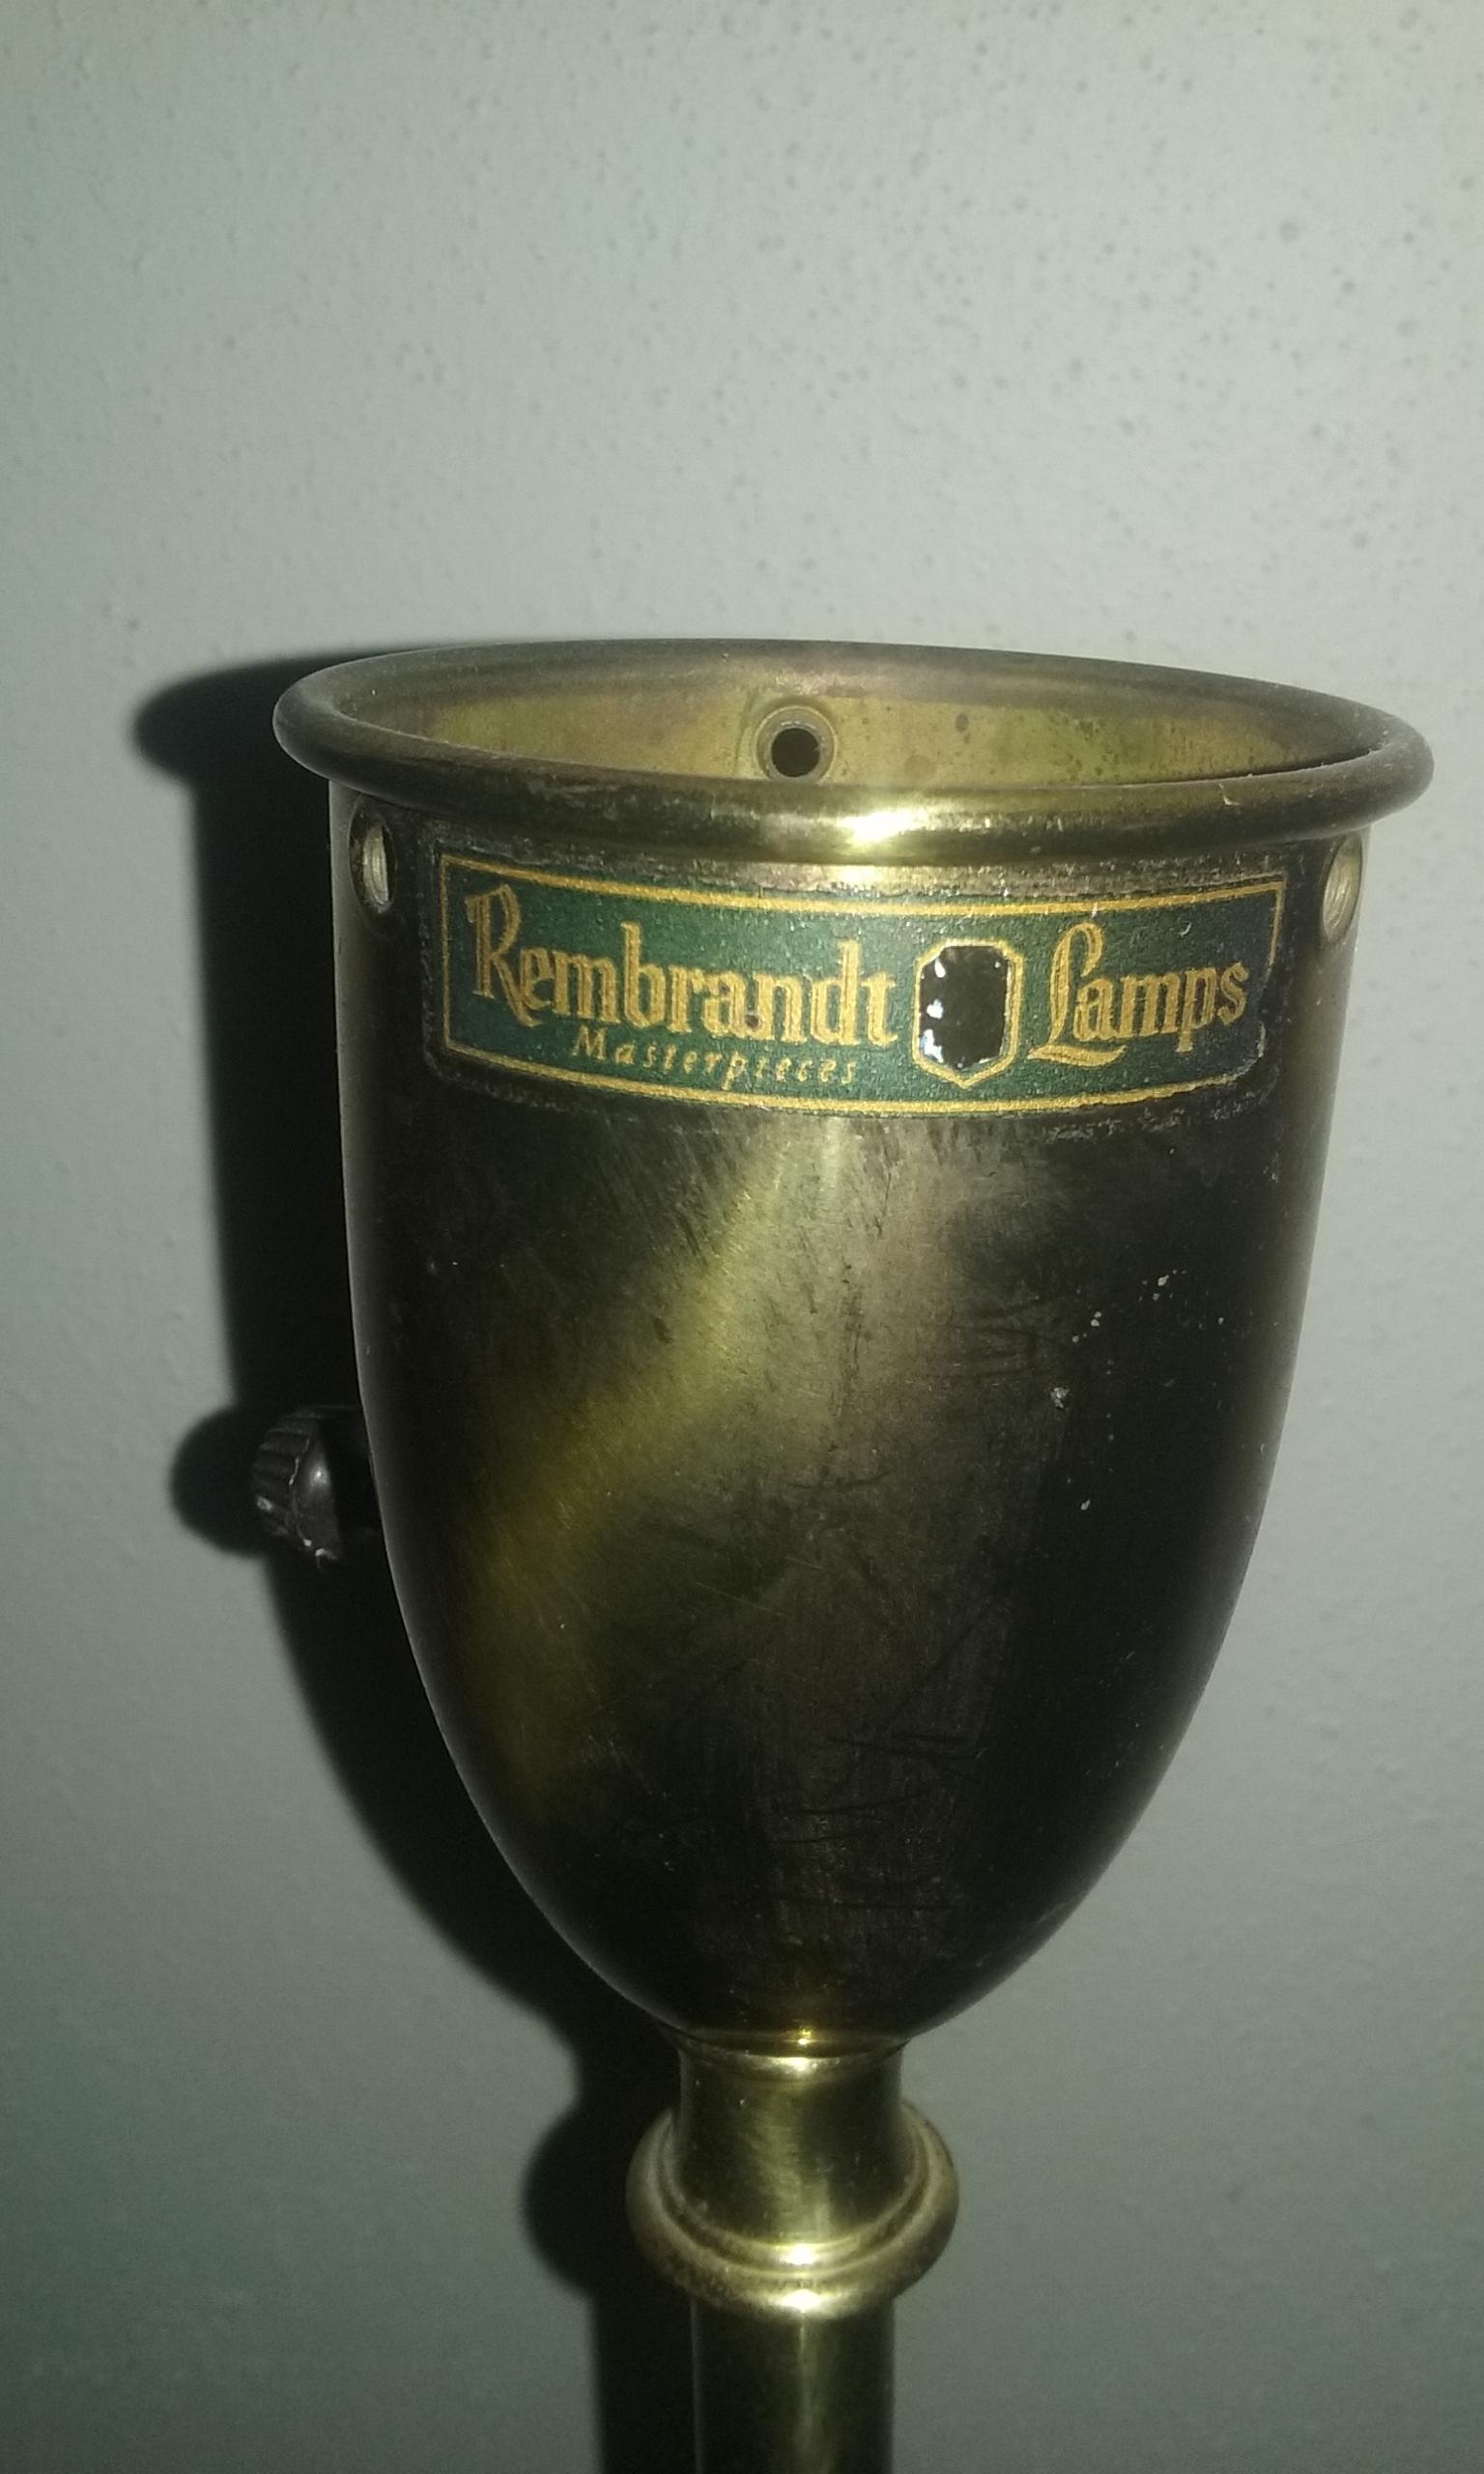 Rembrandt Lamps
Masterpieces